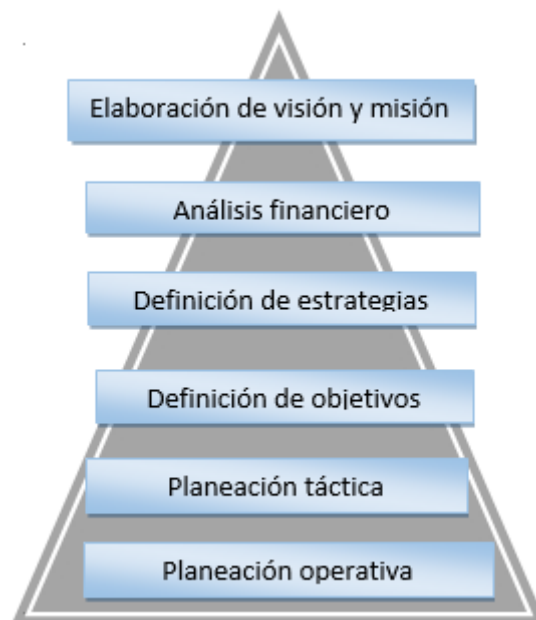 Elaboración de visión y misión
Análisis financiero
Definición de estrategias
Definición de objetivos
Planeación táctica
Planeación operativa